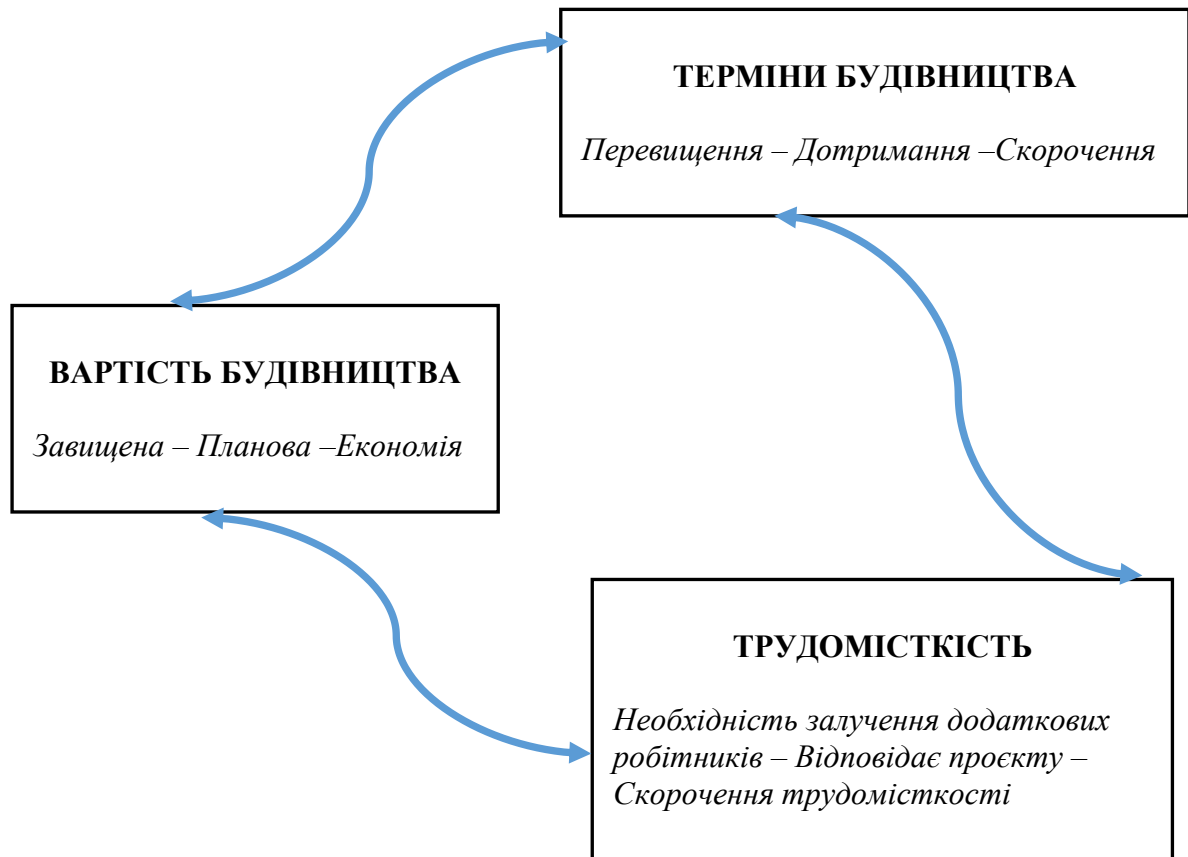 ТЕРМІНИ БУДІВНИЦТВА
Перевищення – Дотримання –Скорочення
ВАРТІСТЬ БУДІВНИЦТВА
Завищена – Планова –Економія
ТРУДОМІСТКІСТЬ
Необхідність залучення додаткових
робітників – Відповідає проєкту –
Скорочення трудомісткості